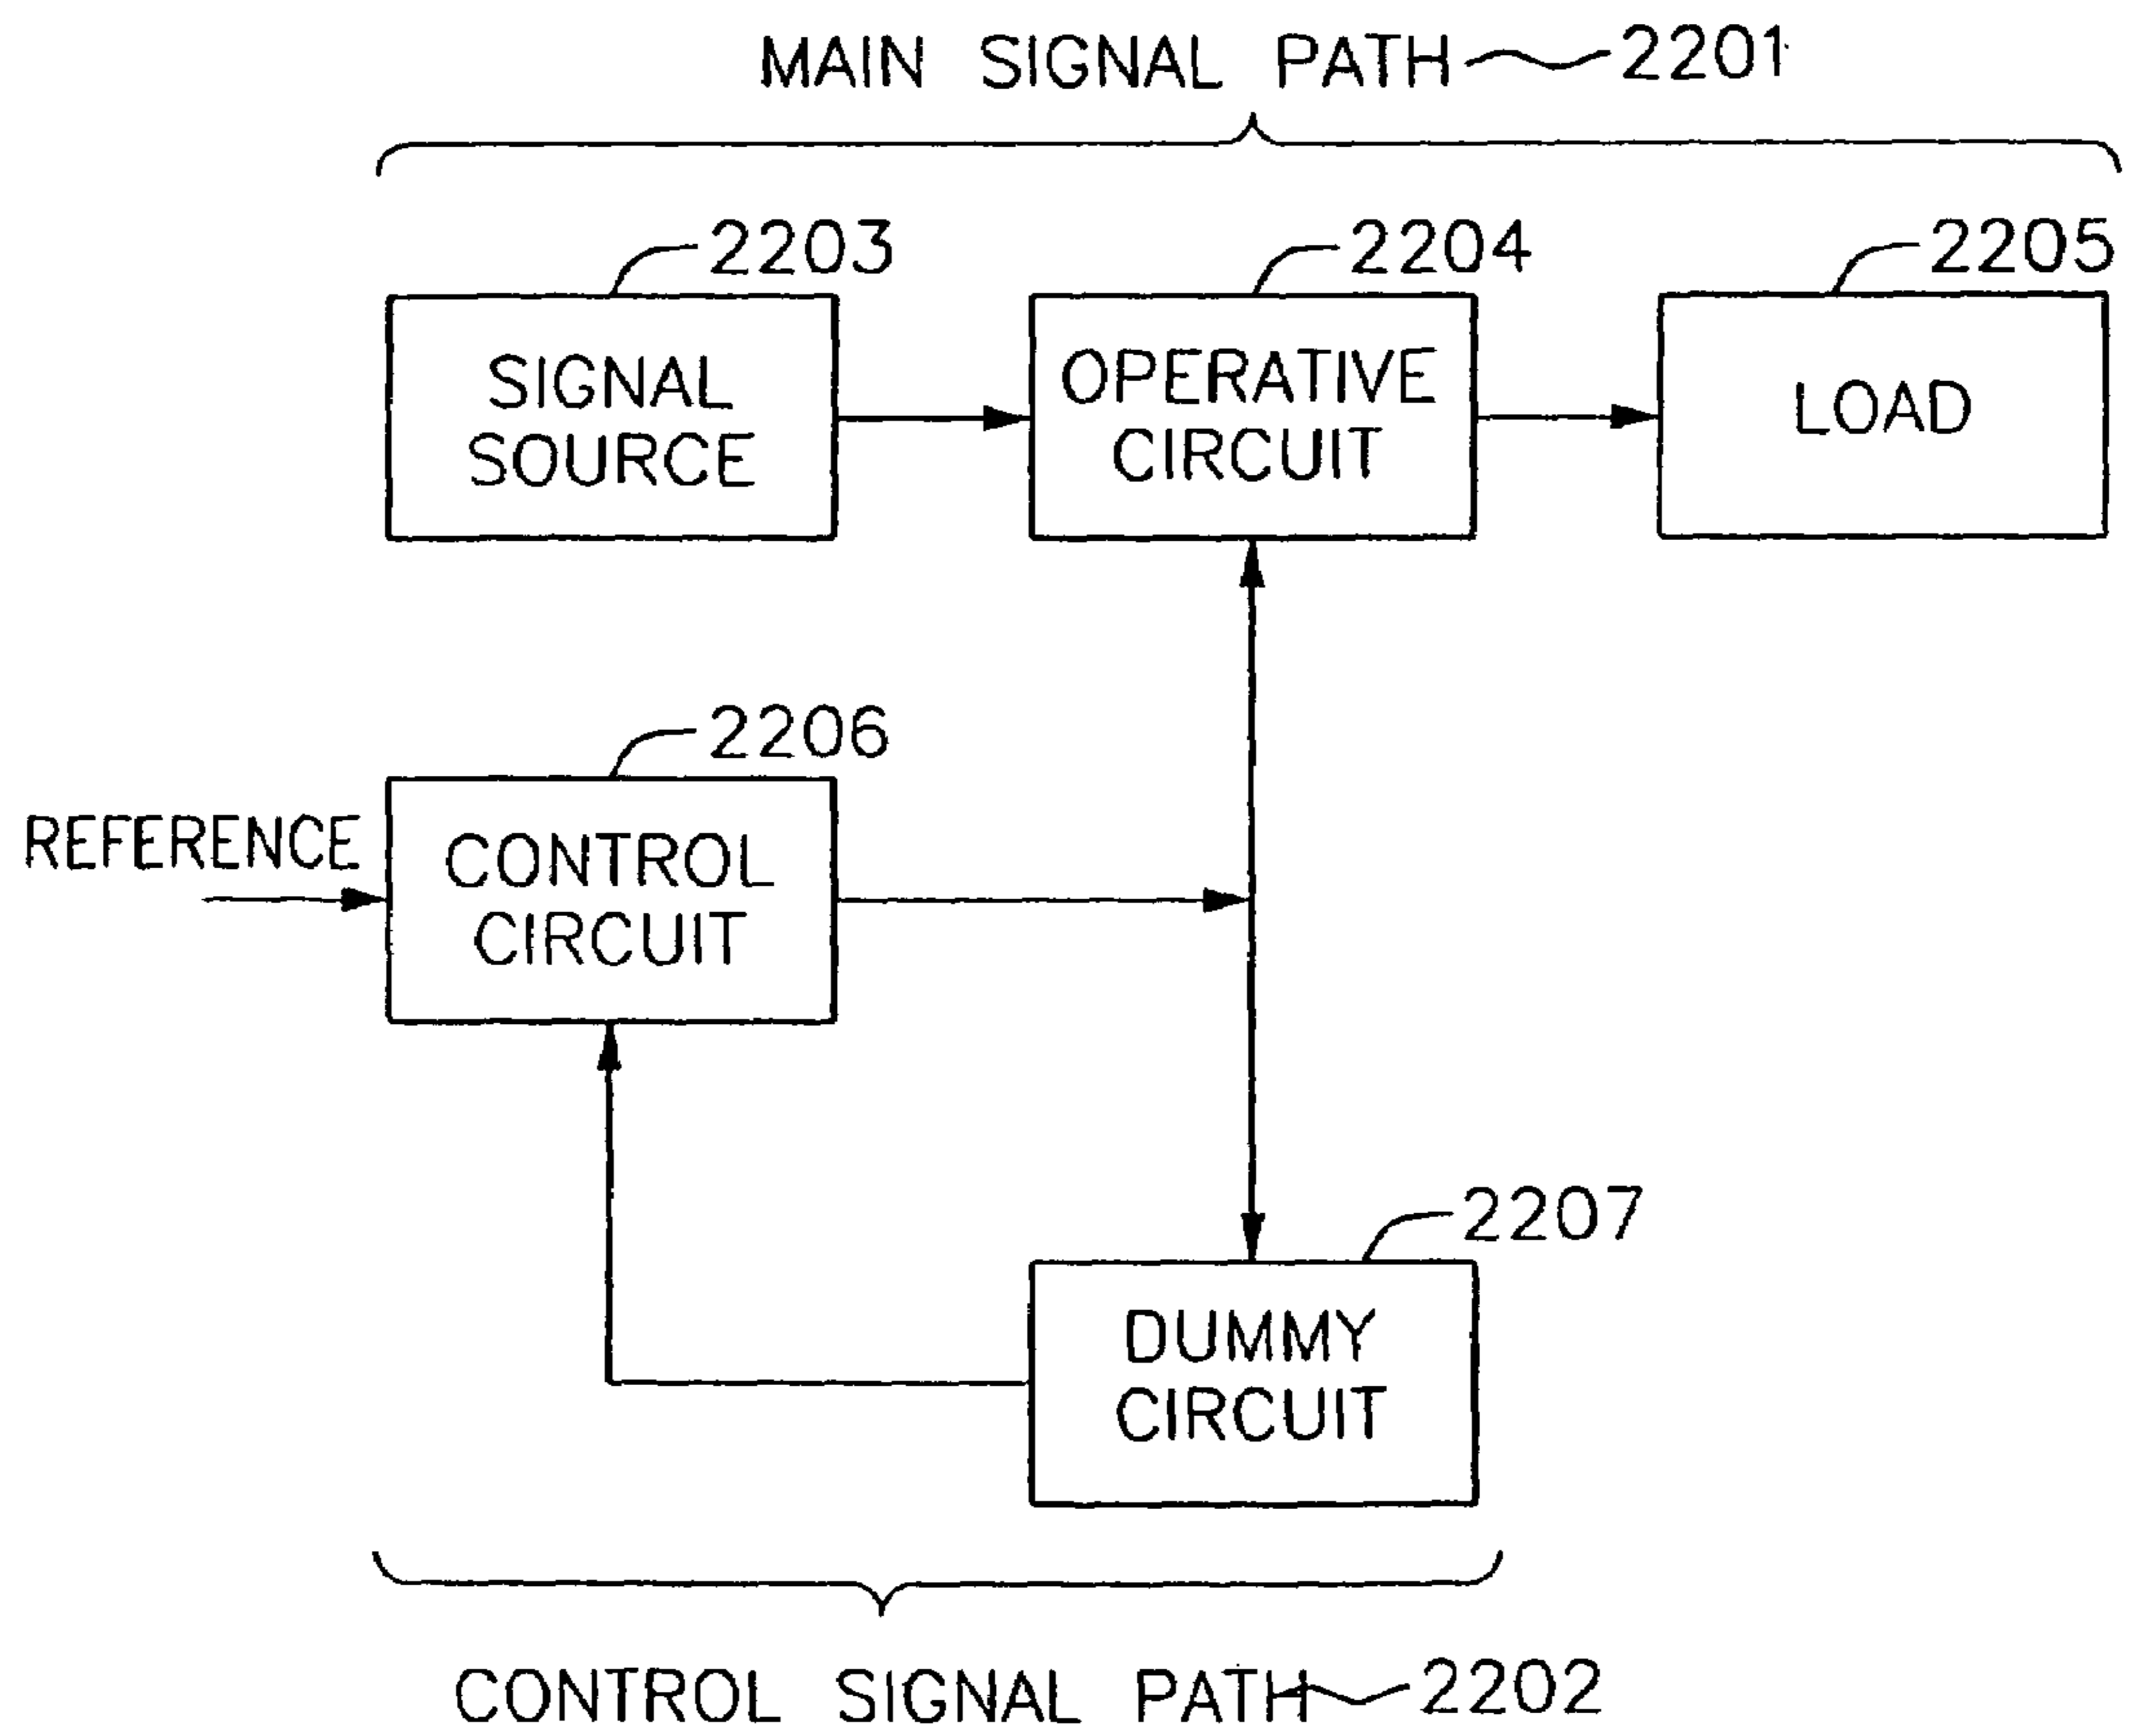 MAIN SIGNAL PATH 2201
2203
2204
2205
SIGNAL
SOURCE
OPERATIVE
CIRCUIT
LOAD
2206
REFERENCE
CONTROL
CIRCUIT
2207
DUMMY
CIRCUIT
CONTROL SIGNAL PATH 2202